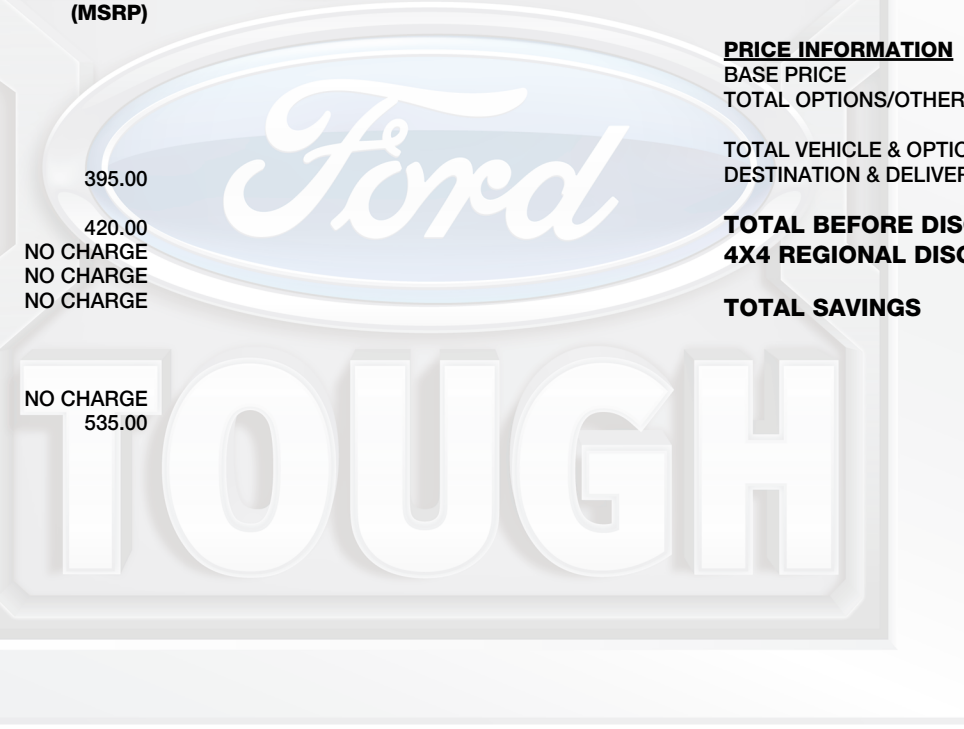 (MSRP)
395.00
420.00
NO CHARGE
NO CHARGE
NO CHARGE
NO CHARGE
535.00
PRICE INFORMATION
BASE PRICE
TOTAL OPTIONS/OTHER
TOTAL VEHICLE & OPTIO
DESTINATION & DELIVER
TOTAL BEFORE DIS
4X4 REGIONAL DISC
TOTAL SAVINGS
Ford
TOUGH